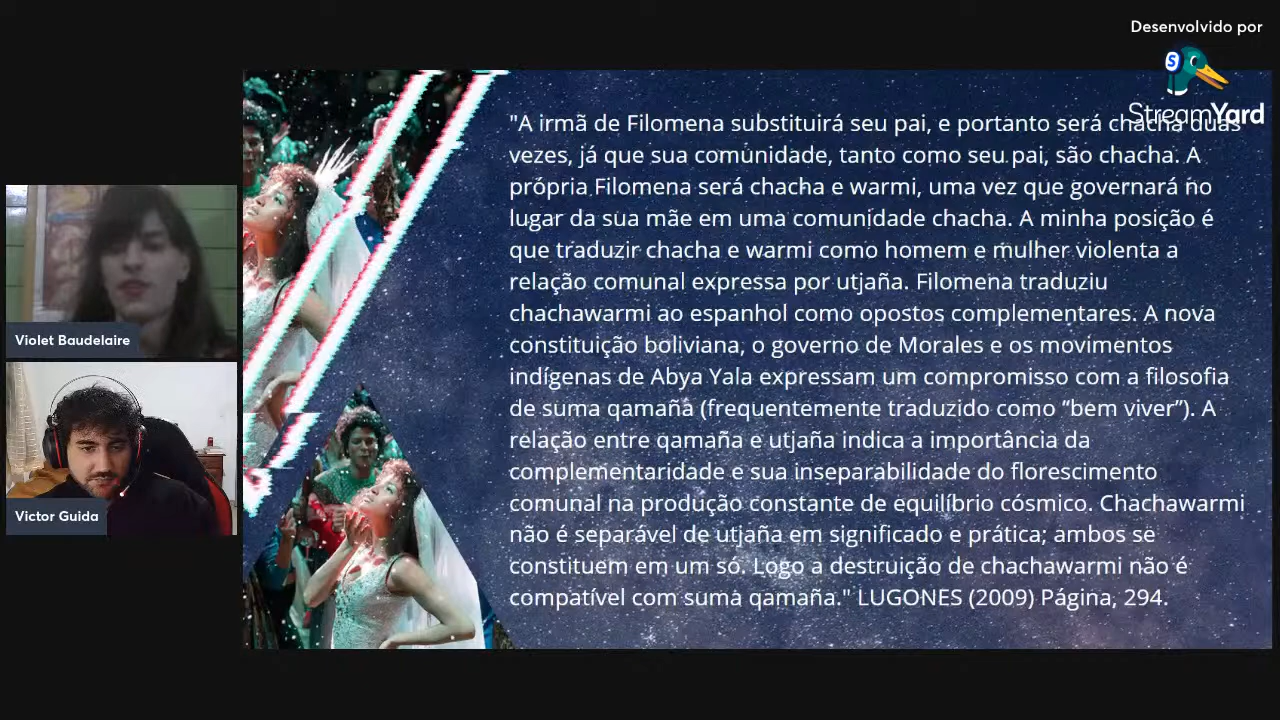 Desenvolvido por
StreamYard
"A irmã de Filomena substituirá seu pai, e portanto será chacha duas
vezes, já que sua comunidade, tanto como seu pai, são chacha. A
própria Filomena será chacha e warmi, uma vez que governará no
lugar da sua mãe em uma comunidade chacha. A minha posição é
que traduzir chacha e warmi como homem e mulher violenta a
relação comunal expressa por utjaña. Filomena traduziu
chachawarmi ao espanhol como opostos complementares. A nova
constituição boliviana, o governo de Morales e os movimentos
indígenas de Abya Yala expressam um compromisso com a filosofia
de suma qamaña (frequentemente traduzido como “bem viver”). A
relação entre qamaña e utjaña indica a importância da
complementaridade e sua inseparabilidade do florescimento
comunal na produção constante de equilíbrio cósmico. Chachawarmi
não é separável de utjaña em significado e prática; ambos se
constituem em um só. Logo a destruição de chachawarmi não é
compatível com suma qamaña." LUGONES (2009) Página, 294.
Violet Baudelaire
Victor Guida